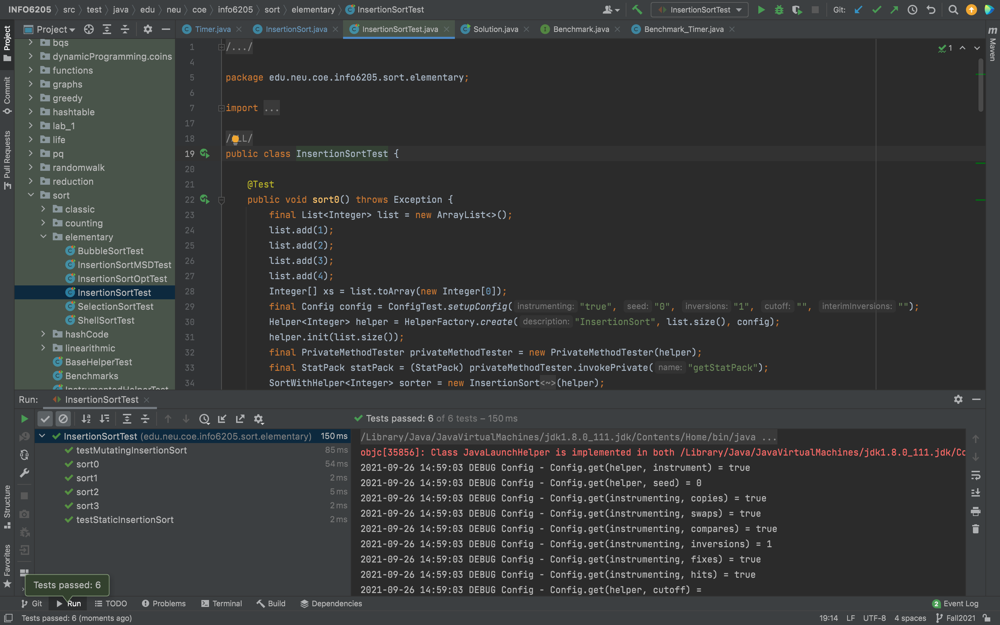 INFO6205 src test java edu neu coe info6205 sort elementary InsertionSortTest
InsertionSortTest Git:
Project
Timer.java InsertionSort.java InsertionSortTest.java Solution.java Benchmark.java Benchmark_Timer.java
Project
Commit
Pull Requests
Structure
Favorites
m Maven
bqs
dynamicProgramming.coins
functions
graphs
greedy
hashtable
lab_1
life
pq
randomwalk
reduction
sort
classic
counting
elementary
BubbleSortTest
InsertionSortMSDTest
InsertionSortOptTest
InsertionSortTest
SelectionSortTest
ShellSortTest
hashCode
linearithmic
BaseHelperTest
Benchmarks
InstrumentedHelperTest
1
1 /.../
4
5 package edu.neu.coe.info6205.sort.elementary;
6
7 import ...
17
18
19 public class InsertionSortTest {
20
21 @Test
22 public void sort0() throws Exception {
23 final List<Integer> list = new ArrayList<>();
24 list.add(1);
25 list.add(2);
26 list.add(3);
27 list.add(4);
28 Integer[] xs = list.toArray(new Integer[0]);
29 final Config config = ConfigTest.setupConfig( instrumenting: "true", seed: "0", inversions: "1", cutoff: "", interimInversions: "");
30 Helper<Integer> helper = HelperFactory.create( description: "InsertionSort", list.size(), config);
31 helper.init(list.size());
32 final PrivateMethodTester privateMethodTester = new PrivateMethodTester(helper);
33 final StatPack statPack = (StatPack) privateMethodTester.invokePrivate( name: "getStatPack");
34 SortWithHelper<Integer> sorter = new InsertionSort<~>(helper);
Run: InsertionSortTest
Tests passed: 6 of 6 tests – 150 ms
InsertionSortTest (edu.neu.coe.info6205.sort.elementary) 150 ms
testMutatingInsertionSort 85 ms
sort0 54 ms
sort1 2 ms
sort2 5 ms
sort3 2 ms
testStaticInsertionSort 2 ms
/Library/Java/JavaVirtualMachines/jdk1.8.0_111.jdk/Contents/Home/bin/java ...
objc[35856]: Class JavaLaunchHelper is implemented in both /Library/Java/JavaVirtualMachines/jdk1.8.0_111.jdk/Co
2021-09-26 14:59:03 DEBUG Config - Config.get(helper, instrument) = true
2021-09-26 14:59:03 DEBUG Config - Config.get(helper, seed) = 0
2021-09-26 14:59:03 DEBUG Config - Config.get(instrumenting, copies) = true
2021-09-26 14:59:03 DEBUG Config - Config.get(instrumenting, swaps) = true
2021-09-26 14:59:03 DEBUG Config - Config.get(instrumenting, compares) = true
2021-09-26 14:59:03 DEBUG Config - Config.get(instrumenting, inversions) = 1
2021-09-26 14:59:03 DEBUG Config - Config.get(instrumenting, fixes) = true
2021-09-26 14:59:03 DEBUG Config - Config.get(instrumenting, hits) = true
2021-09-26 14:59:03 DEBUG Config - Config.get(helper, cutoff) =
Tests passed: 6
Git Run TODO Problems Terminal Build Dependencies 2 Event Log
Tests passed: 6 (moments ago) 19:14 LF UTF-8 4 spaces Fall2021